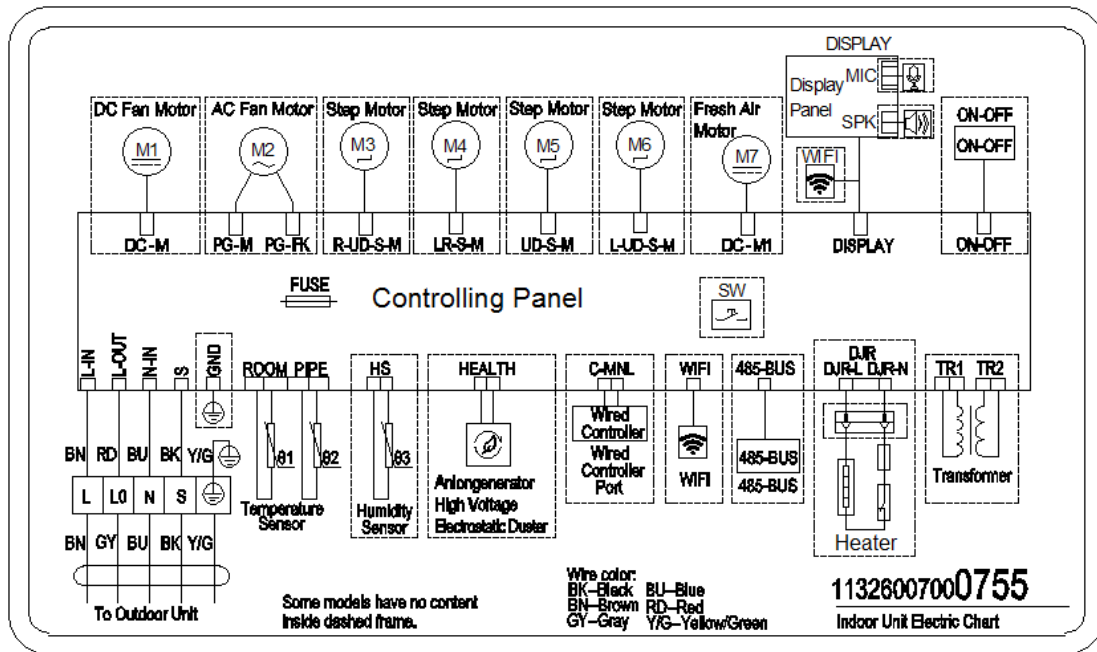 DISPLAY
Display
Panel
MIC
SPK
WIFI
DC Fan Motor
AC Fan Motor
Step Motor
Step Motor
Step Motor
Step Motor
Fresh Air
Motor
ON-OFF
ON-OFF
M1
M2
M3
M4
M5
M6
M7
DC-M
PG-M
PG-FK
R-UD-S-M
LR-S-M
UD-S-M
L-UD-S-M
DC-M1
DISPLAY
ON-OFF
FUSE
Controlling Panel
SW
L-IN
L-OUT
N-IN
S
GND
ROOM
PIPE
HS
HEALTH
C-MNL
WIFI
485-BUS
DJR
DJR-L
DJR-N
TR1
TR2
BN
RD
BU
BK
Y/G
θ1
θ2
θ3
Wired
Controller
Wired
Controller
Port
WIFI
485-BUS
485-BUS
Transformer
L
L0
N
S
Temperature
Sensor
Humidity
Sensor
Aniongenerator
High Voltage
Electrostatic Duster
Heater
BN
GY
BU
BK
Y/G
To Outdoor Unit
Some models have no content
inside dashed frame.
Wire color:
BK-Black BU-Blue
BN-Brown RD-Red
GY-Gray Y/G-Yellow/Green
11326007000755
Indoor Unit Electric Chart